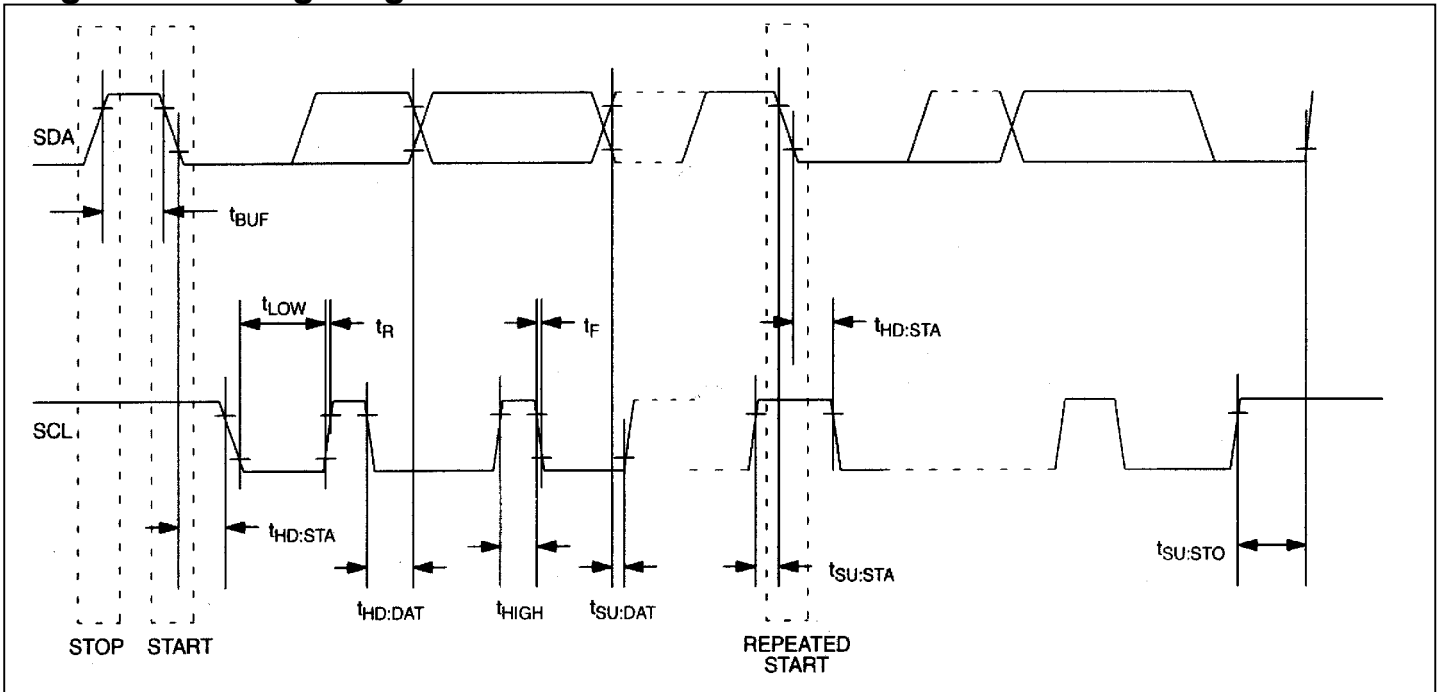 SDA
tBUF
tLOW
tR
tF
tHD:STA
SCL
tHD:STA
tSU:STA
tSU:STO
tHD:DAT
tHIGH
tSU:DAT
STOP
START
REPEATED
START